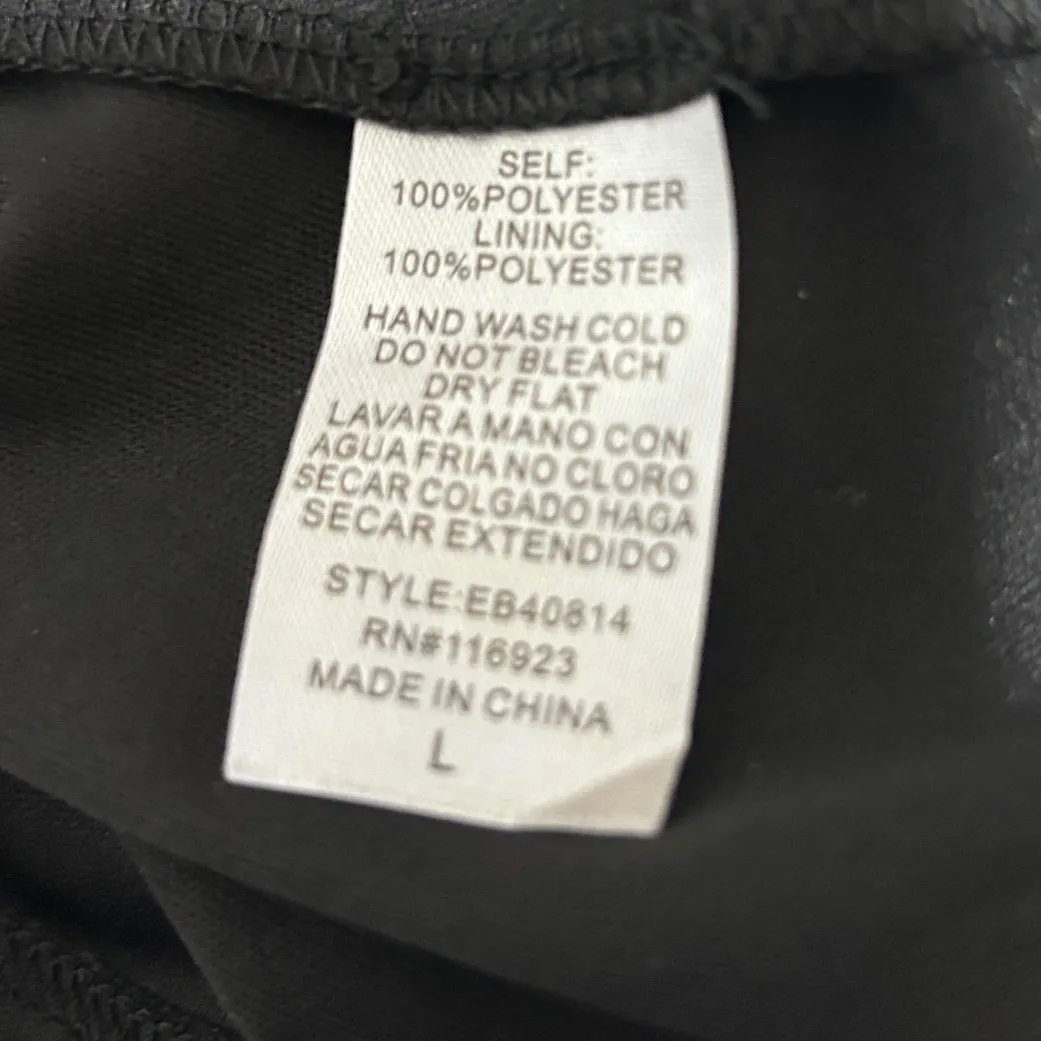 SELF:
100%POLYESTER
LINING:
100%POLYESTER
HAND WASH COLD
DO NOT BLEACH
DRY FLAT
LAVAR A MANO CON
AGUA FRIA NO CLORO
SECAR COLGADO HAGA
SECAR EXTENDIDO
STYLE:EB40814
RN#116923
MADE IN CHINA
L